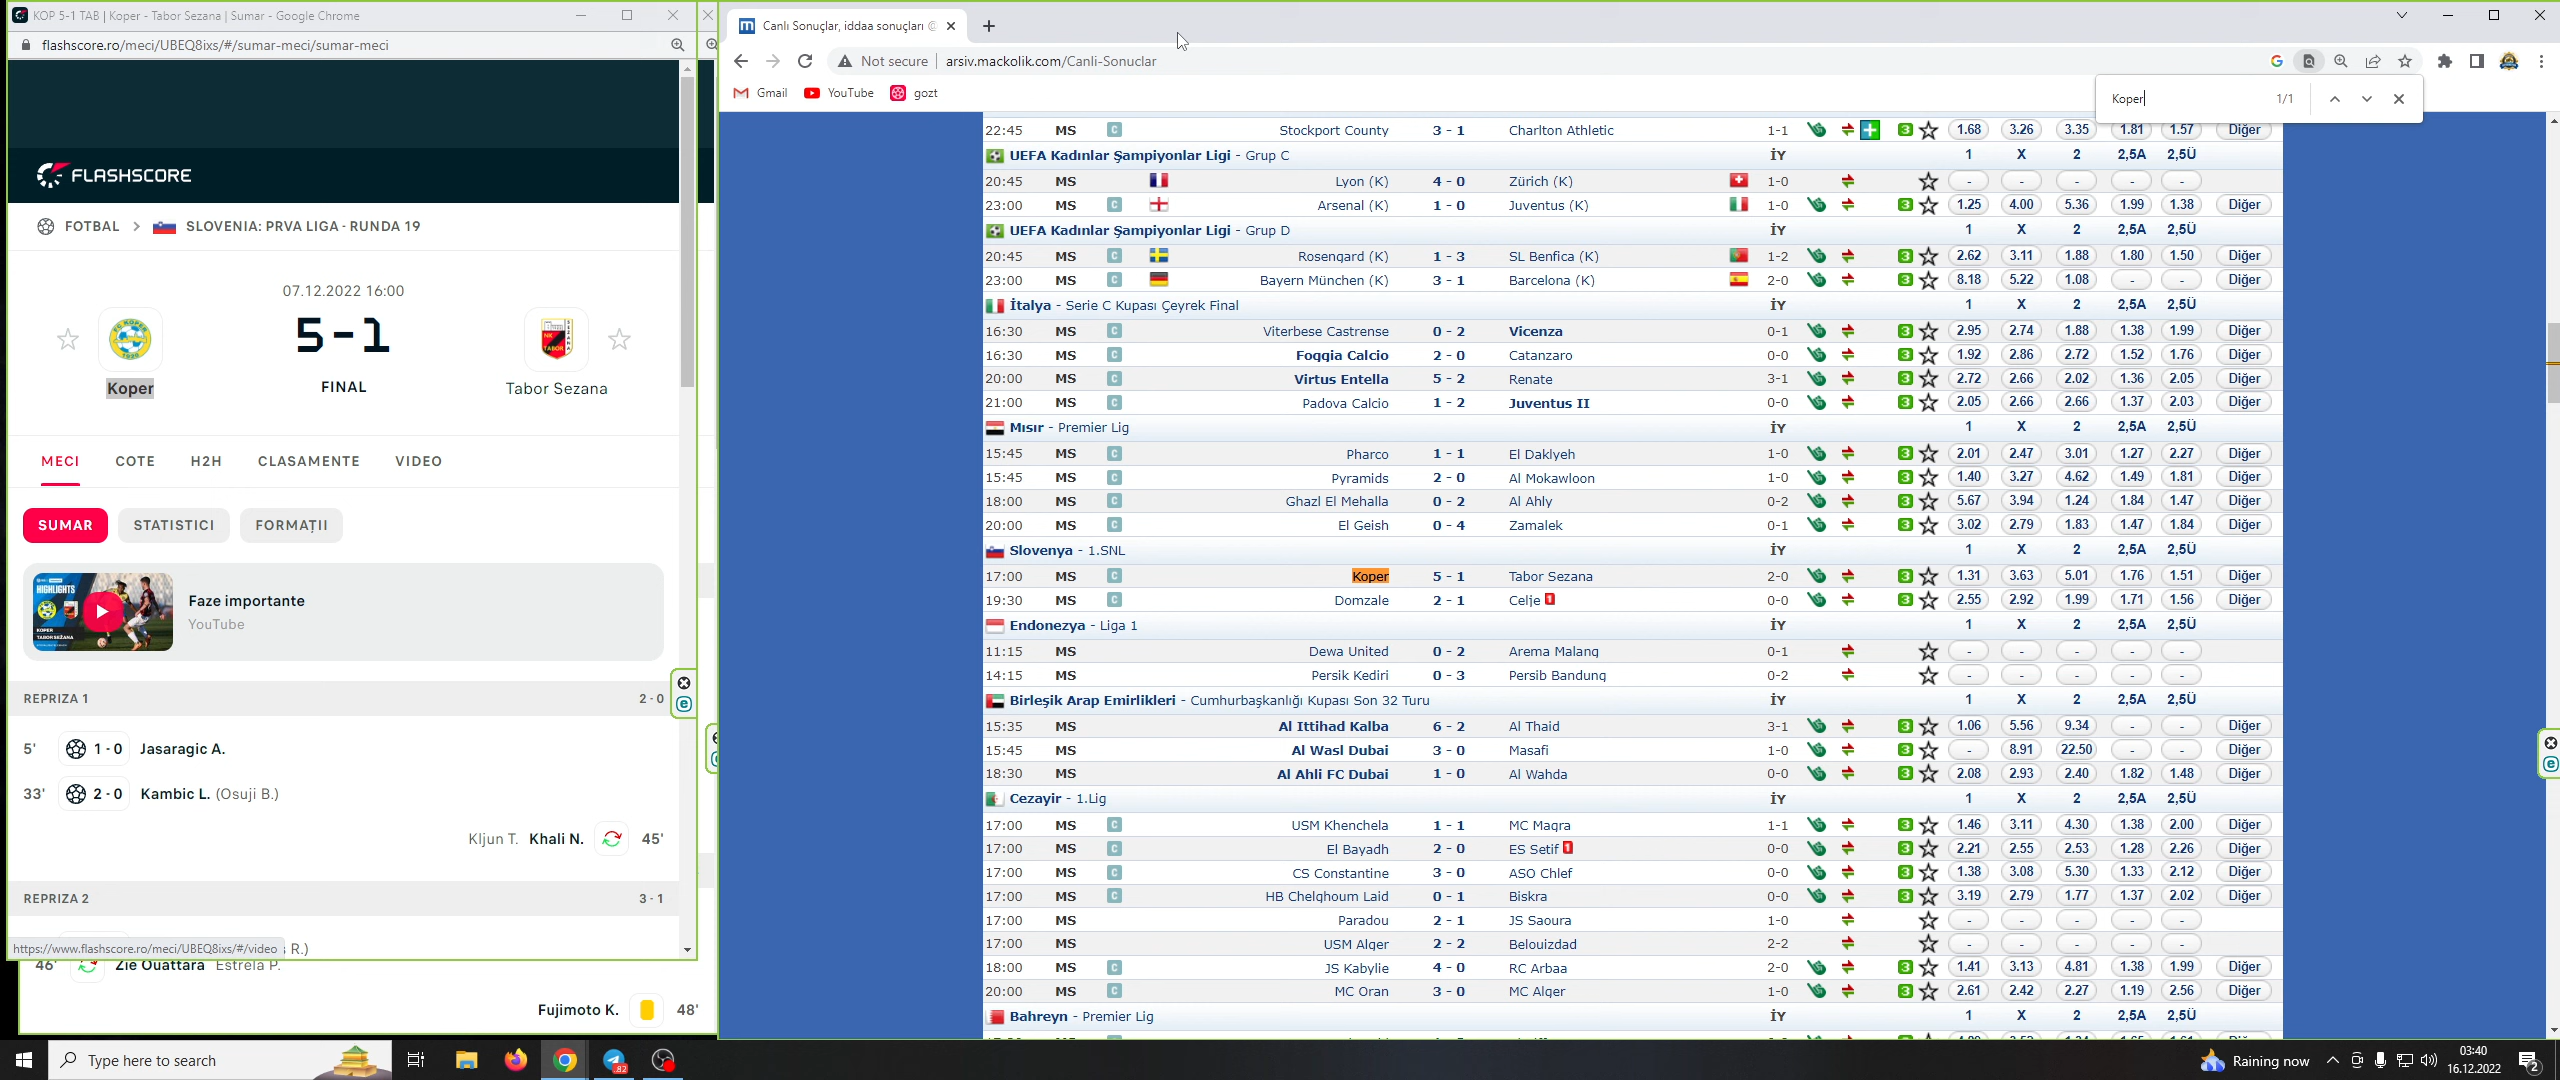 KOP 5-1 TAB | Koper - Tabor Sezana | Sumar - Google Chrome
flashscore.ro/meci/UBEQ8ixs/#/sumar-meci/sumar-meci
FLASHSCORE
FOTBAL > SLOVENIA: PRVA LIGA - RUNDA 19
07.12.2022 16:00
5-1
FINAL
Koper
Tabor Sezana
MECI COTE H2H CLASAMENTE VIDEO
SUMAR STATISTICI FORMAȚII
HIGHLIGHTS
KOPER
TABOR SEŽANA
Faze importante
YouTube
REPRIZA 1 2 - 0
5' 1 - 0 Jasaragic A.
33' 2 - 0 Kambic L. (Osuji B.)
Kljun T. Khali N. 45'
REPRIZA 2 3 - 1
https://www.flashscore.ro/meci/UBEQ8ixs/#/video R.)
46' Zie Ouattara Estrela P.
Fujimoto K. 48'
Canlı Sonuçlar, iddaa sonuçları
Not secure | arsiv.mackolik.com/Canli-Sonuclar
Gmail YouTube gozt
Koper 1/1
22:45 MS C Stockport County 3 - 1 Charlton Athletic 1-1 3 1.68 3.26 3.35 1.81 1.57 Diğer
UEFA Kadınlar Şampiyonlar Ligi - Grup C İY 1 X 2 2,5A 2,5Ü
20:45 MS Lyon (K) 4 - 0 Zürich (K) 1-0 - - - - -
23:00 MS C Arsenal (K) 1 - 0 Juventus (K) 1-0 3 1.25 4.00 5.36 1.99 1.38 Diğer
UEFA Kadınlar Şampiyonlar Ligi - Grup D İY 1 X 2 2,5A 2,5Ü
20:45 MS C Rosengard (K) 1 - 3 SL Benfica (K) 1-2 3 2.62 3.11 1.88 1.80 1.50 Diğer
23:00 MS C Bayern München (K) 3 - 1 Barcelona (K) 2-0 3 8.18 5.22 1.08 - - Diğer
İtalya - Serie C Kupası Çeyrek Final İY 1 X 2 2,5A 2,5Ü
16:30 MS C Viterbese Castrense 0 - 2 Vicenza 0-1 3 2.95 2.74 1.88 1.38 1.99 Diğer
16:30 MS C Foggia Calcio 2 - 0 Catanzaro 0-0 3 1.92 2.86 2.72 1.52 1.76 Diğer
20:00 MS C Virtus Entella 5 - 2 Renate 3-1 3 2.72 2.66 2.02 1.36 2.05 Diğer
21:00 MS C Padova Calcio 1 - 2 Juventus II 0-0 3 2.05 2.66 2.66 1.37 2.03 Diğer
Mısır - Premier Lig İY 1 X 2 2,5A 2,5Ü
15:45 MS C Pharco 1 - 1 El Daklyeh 1-0 3 2.01 2.47 3.01 1.27 2.27 Diğer
15:45 MS C Pyramids 2 - 0 Al Mokawloon 1-0 3 1.40 3.27 4.62 1.49 1.81 Diğer
18:00 MS C Ghazl El Mehalla 0 - 2 Al Ahly 0-2 3 5.67 3.94 1.24 1.84 1.47 Diğer
20:00 MS C El Geish 0 - 4 Zamalek 0-1 3 3.02 2.79 1.83 1.47 1.84 Diğer
Slovenya - 1.SNL İY 1 X 2 2,5A 2,5Ü
17:00 MS C Koper 5 - 1 Tabor Sezana 2-0 3 1.31 3.63 5.01 1.76 1.51 Diğer
19:30 MS C Domzale 2 - 1 Celje 1 0-0 3 2.55 2.92 1.99 1.71 1.56 Diğer
Endonezya - Liga 1 İY 1 X 2 2,5A 2,5Ü
11:15 MS Dewa United 0 - 2 Arema Malang 0-1 - - - - -
14:15 MS Persik Kediri 0 - 3 Persib Bandung 0-2 - - - - -
Birleşik Arap Emirlikleri - Cumhurbaşkanlığı Kupası Son 32 Turu İY 1 X 2 2,5A 2,5Ü
15:35 MS Al Ittihad Kalba 6 - 2 Al Thaid 3-1 3 1.06 5.56 9.34 - - Diğer
15:45 MS Al Wasl Dubai 3 - 0 Masafi 1-0 3 - 8.91 22.50 - - Diğer
18:30 MS Al Ahli FC Dubai 1 - 0 Al Wahda 0-0 3 2.08 2.93 2.40 1.82 1.48 Diğer
Cezayir - 1.Lig İY 1 X 2 2,5A 2,5Ü
17:00 MS C USM Khenchela 1 - 1 MC Magra 1-1 3 1.46 3.11 4.30 1.38 2.00 Diğer
17:00 MS C El Bayadh 2 - 0 ES Setif 1 0-0 3 2.21 2.55 2.53 1.28 2.26 Diğer
17:00 MS C CS Constantine 3 - 0 ASO Chlef 0-0 3 1.38 3.08 5.30 1.33 2.12 Diğer
17:00 MS C HB Chelghoum Laid 0 - 1 Biskra 0-0 3 3.19 2.79 1.77 1.37 2.02 Diğer
17:00 MS Paradou 2 - 1 JS Saoura 1-0 - - - - -
17:00 MS USM Alger 2 - 2 Belouizdad 2-2 - - - - -
18:00 MS C JS Kabylie 4 - 0 RC Arbaa 2-0 3 1.41 3.13 4.81 1.38 1.99 Diğer
20:00 MS C MC Oran 3 - 0 MC Alger 1-0 3 2.61 2.42 2.27 1.19 2.56 Diğer
Bahreyn - Premier Lig İY 1 X 2 2,5A 2,5Ü
Type here to search
82
Raining now
03:40
16.12.2022
2